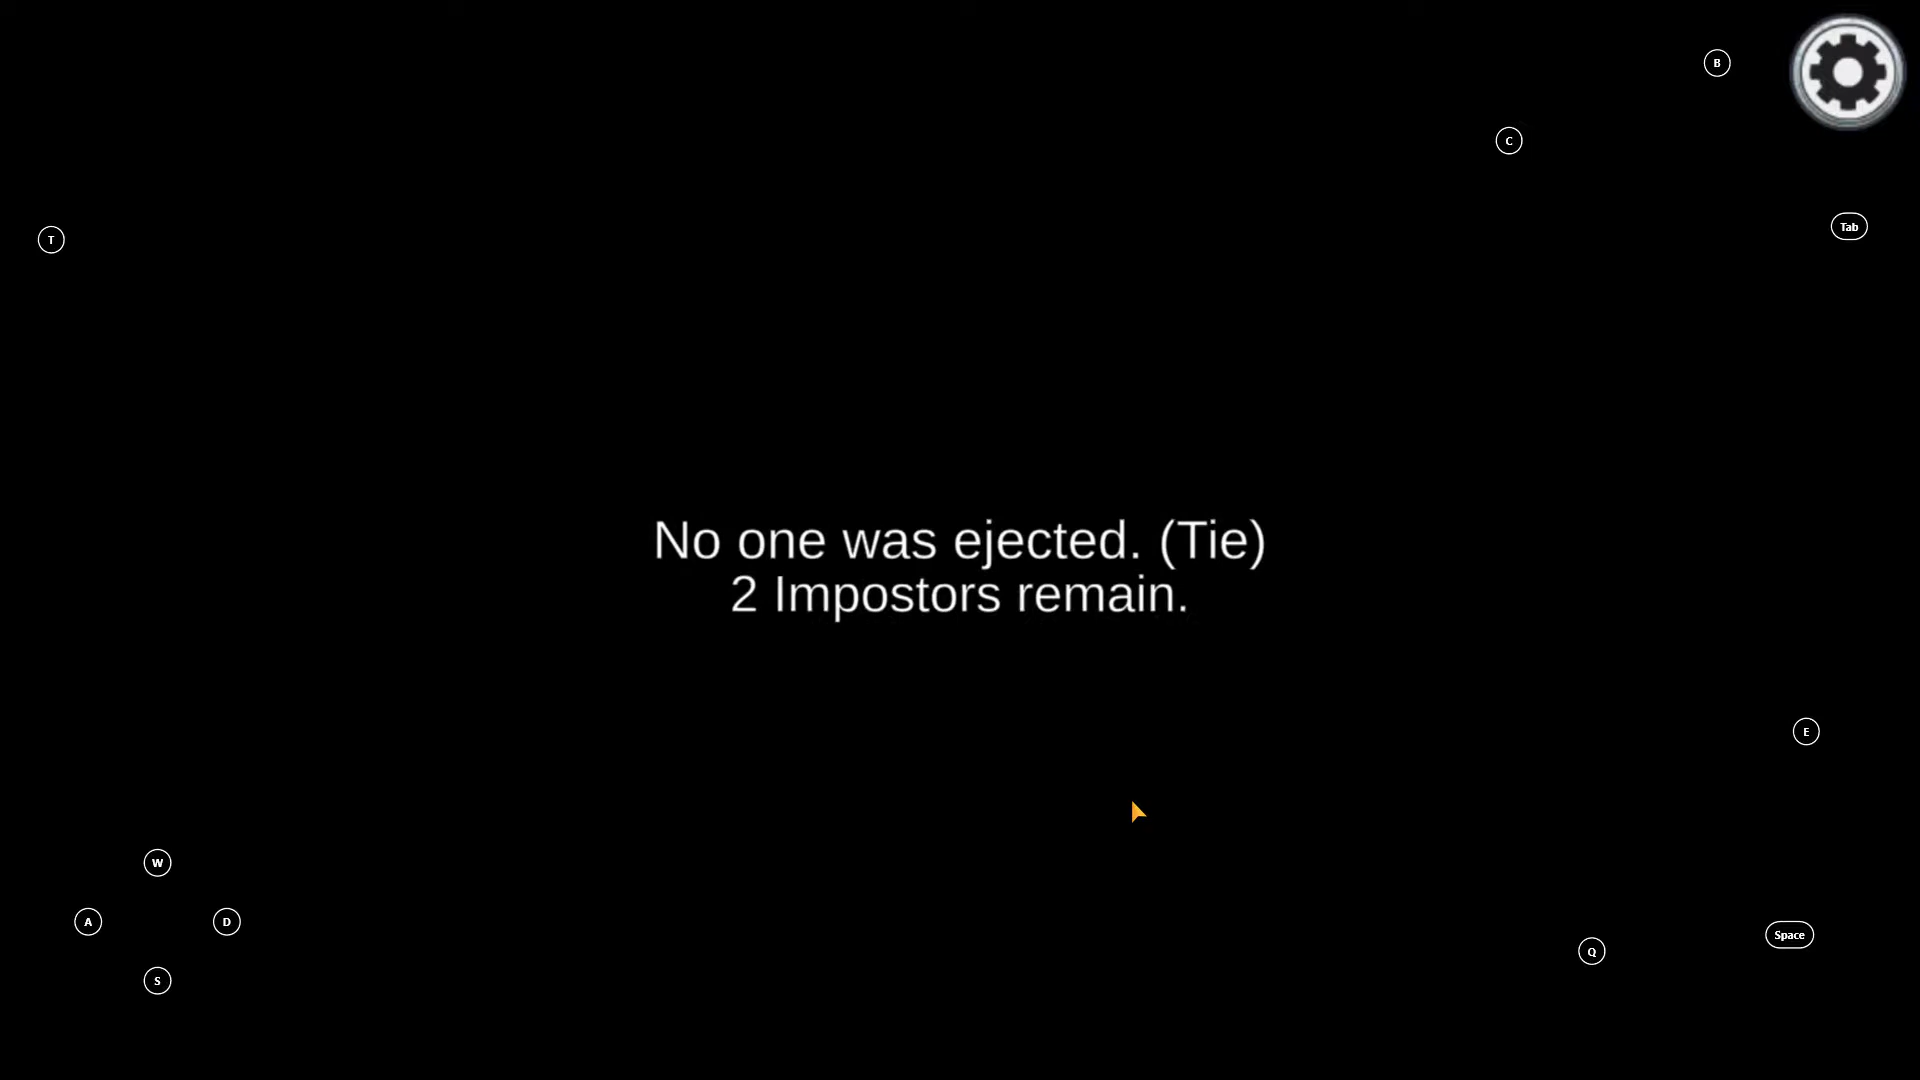 B
C
T
Tab
No one was ejected. (Tie)
2 Impostors remain.
E
W
A
D
Space
Q
S